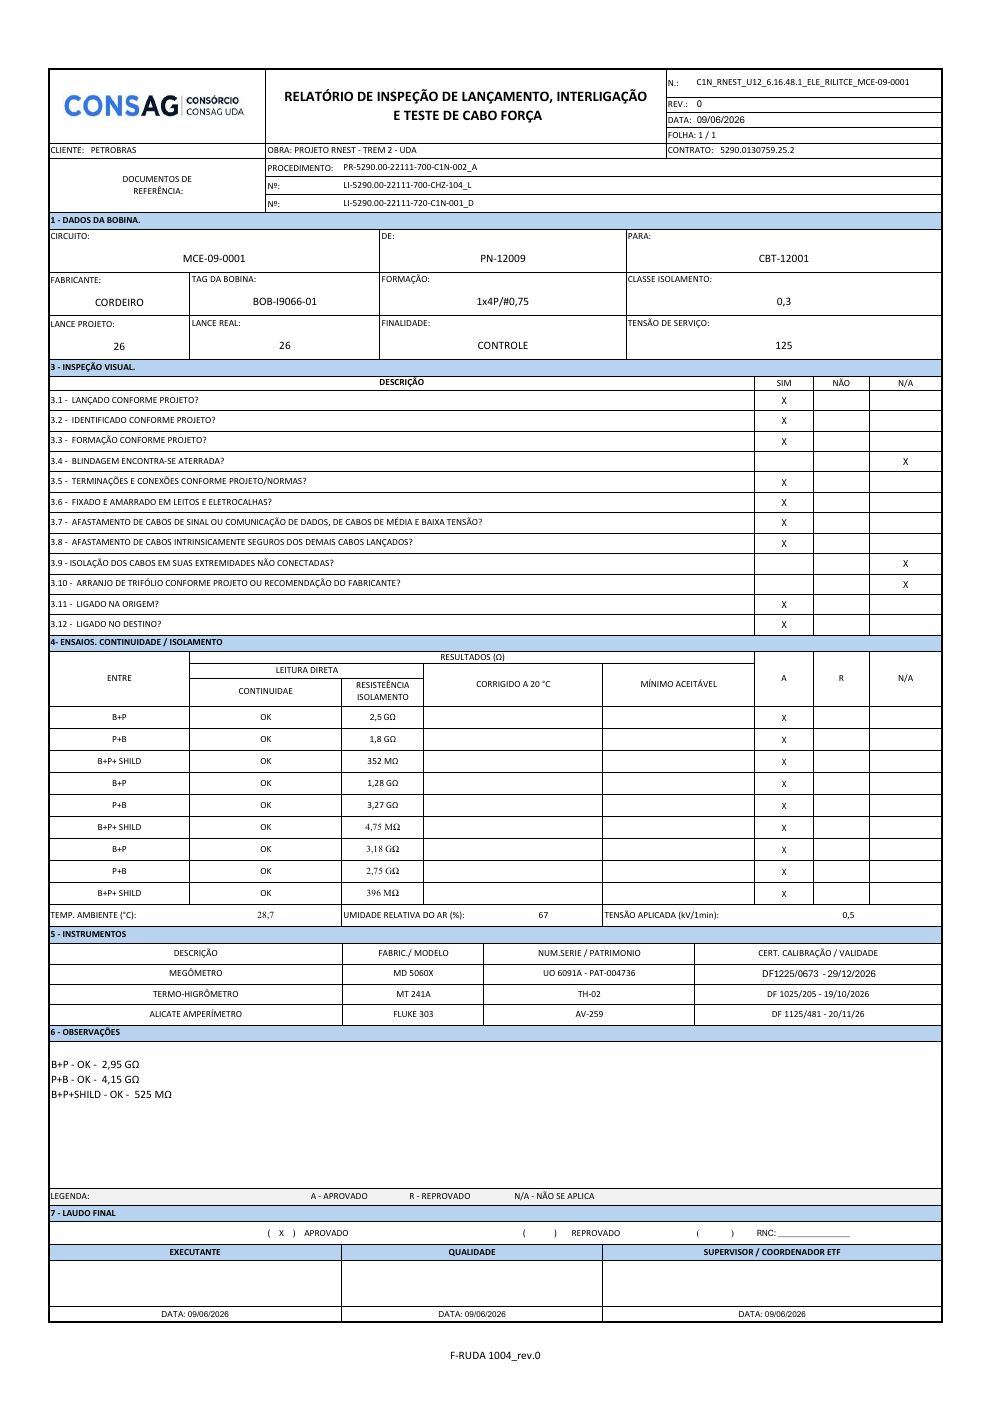 CONSAG CONSÓRCIO CONSAG UDA
RELATÓRIO DE INSPEÇÃO DE LANÇAMENTO, INTERLIGAÇÃO
E TESTE DE CABO FORÇA
N.: C1N_RNEST_U12_6.16.48.1_ELE_RILITCE_MCE-09-0001
REV.: 0
DATA: 09/06/2026
FOLHA: 1 / 1
CLIENTE: PETROBRAS OBRA: PROJETO RNEST - TREM 2 - UDA CONTRATO: 5290.0130759.25.2
DOCUMENTOS DE
REFERÊNCIA:
PROCEDIMENTO: PR-5290.00-22111-700-C1N-002_A
Nº: LI-5290.00-22111-700-CHZ-104_L
Nº: LI-5290.00-22111-720-C1N-001_D
1 - DADOS DA BOBINA.
CIRCUITO: DE: PARA:
MCE-09-0001 PN-12009 CBT-12001
FABRICANTE: TAG DA BOBINA: FORMAÇÃO: CLASSE ISOLAMENTO:
CORDEIRO BOB-I9066-01 1x4P/#0,75 0,3
LANCE PROJETO: LANCE REAL: FINALIDADE: TENSÃO DE SERVIÇO:
26 26 CONTROLE 125
3 - INSPEÇÃO VISUAL.
DESCRIÇÃO SIM NÃO N/A
3.1 - LANÇADO CONFORME PROJETO? X
3.2 - IDENTIFICADO CONFORME PROJETO? X
3.3 - FORMAÇÃO CONFORME PROJETO? X
3.4 - BLINDAGEM ENCONTRA-SE ATERRADA? X
3.5 - TERMINAÇÕES E CONEXÕES CONFORME PROJETO/NORMAS? X
3.6 - FIXADO E AMARRADO EM LEITOS E ELETROCALHAS? X
3.7 - AFASTAMENTO DE CABOS DE SINAL OU COMUNICAÇÃO DE DADOS, DE CABOS DE MÉDIA E BAIXA TENSÃO? X
3.8 - AFASTAMENTO DE CABOS INTRINSICAMENTE SEGUROS DOS DEMAIS CABOS LANÇADOS? X
3.9 - ISOLAÇÃO DOS CABOS EM SUAS EXTREMIDADES NÃO CONECTADAS? X
3.10 - ARRANJO DE TRIFÓLIO CONFORME PROJETO OU RECOMENDAÇÃO DO FABRICANTE? X
3.11 - LIGADO NA ORIGEM? X
3.12 - LIGADO NO DESTINO? X
4- ENSAIOS. CONTINUIDADE / ISOLAMENTO
ENTRE RESULTADOS (Ω) A R N/A
LEITURA DIRETA CORRIGIDO A 20 °C MÍNIMO ACEITÁVEL
CONTINUIDAE RESISTEÊNCIA
ISOLAMENTO
B+P OK 2,5 GΩ X
P+B OK 1,8 GΩ X
B+P+ SHILD OK 352 MΩ X
B+P OK 1,28 GΩ X
P+B OK 3,27 GΩ X
B+P+ SHILD OK 4,75 MΩ X
B+P OK 3,18 GΩ X
P+B OK 2,75 GΩ X
B+P+ SHILD OK 396 MΩ X
TEMP. AMBIENTE (°C): 28,7 UMIDADE RELATIVA DO AR (%): 67 TENSÃO APLICADA (kV/1min): 0,5
5 - INSTRUMENTOS
DESCRIÇÃO FABRIC./ MODELO NUM.SERIE / PATRIMONIO CERT. CALIBRAÇÃO / VALIDADE
MEGÔMETRO MD 5060X UO 6091A - PAT-004736 DF1225/0673 - 29/12/2026
TERMO-HIGRÔMETRO MT 241A TH-02 DF 1025/205 - 19/10/2026
ALICATE AMPERÍMETRO FLUKE 303 AV-259 DF 1125/481 - 20/11/26
6 - OBSERVAÇÕES
B+P - OK - 2,95 GΩ
P+B - OK - 4,15 GΩ
B+P+SHILD - OK - 525 MΩ
LEGENDA: A - APROVADO R - REPROVADO N/A - NÃO SE APLICA
7 - LAUDO FINAL
( X ) APROVADO ( ) REPROVADO ( ) RNC: ________________
EXECUTANTE QUALIDADE SUPERVISOR / COORDENADOR ETF
DATA: 09/06/2026 DATA: 09/06/2026 DATA: 09/06/2026
F-RUDA 1004_rev.0